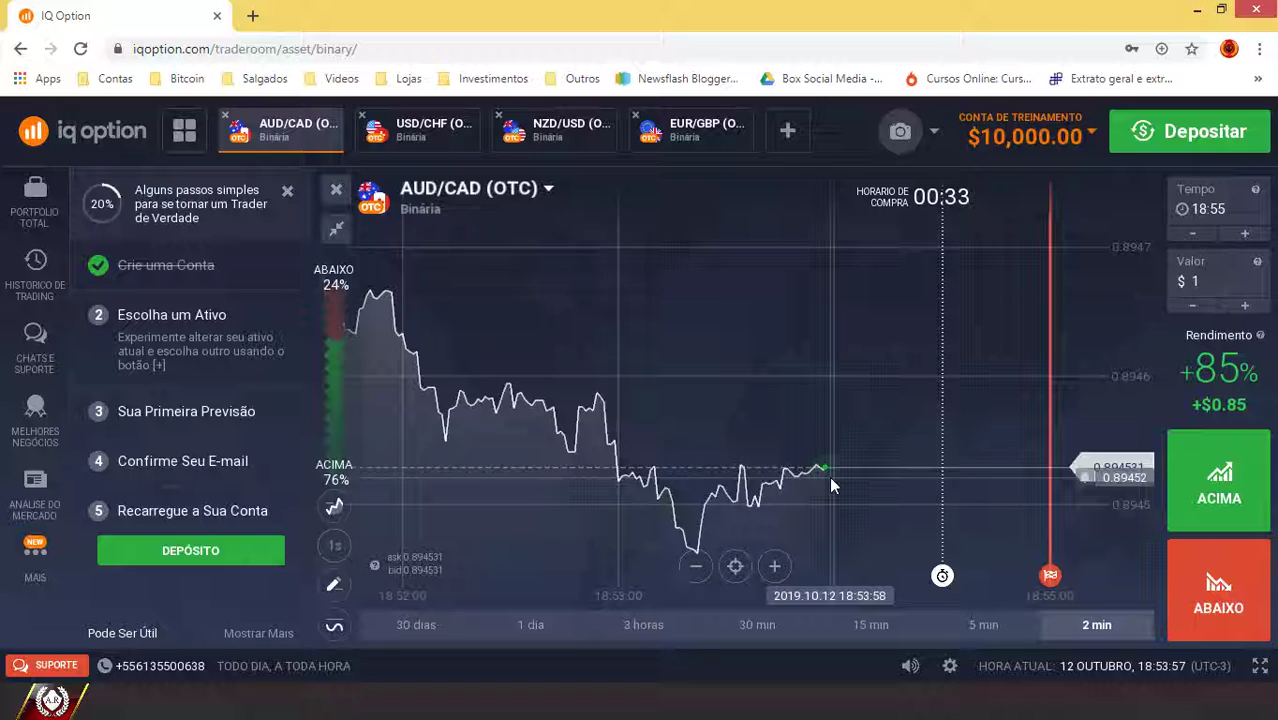 IQ Option
iqoption.com/traderoom/asset/binary/
Apps
Contas
Bitcoin
Salgados
Videos
Lojas
Investimentos
Outros
Newsflash Blogger...
Box Social Media -...
Cursos Online: Curs...
Extrato geral e extr...
»
iq option
AUD/CAD (O...
Binária
USD/CHF (O...
Binária
NZD/USD (O...
Binária
EUR/GBP (O...
Binária
CONTA DE TREINAMENTO
$10,000.00
Depositar
PORTFOLIO
TOTAL
HISTORICO DE
TRADING
CHATS E
SUPORTE
MELHORES
NEGÓCIOS
ANÁLISE DO
MERCADO
NEW
MAIS
20%
Alguns passos simples
para se tornar um Trader
de Verdade
Crie uma Conta
2 Escolha um Ativo
Experimente alterar seu ativo
atual e escolha outro usando o
botão [+]
3 Sua Primeira Previsão
4 Confirme Seu E-mail
5 Recarregue a Sua Conta
DEPÓSITO
Pode Ser Útil
Mostrar Mais
OTC
AUD/CAD (OTC)
Binária
HORARIO DE
COMPRA
00:33
ABAIXO
24%
ACIMA
76%
1s
ask 0.894531
bid 0.894531
0.8947
0.8946
0.894531
0.89452
0.8945
18:52:00
18:53:00
2019.10.12 18:53:58
18:55:00
30 dias
1 dia
3 horas
30 min
15 min
5 min
2 min
Tempo
18:55
- +
Valor
$ 1
- +
Rendimento
+85%
+$0.85
ACIMA
ABAIXO
SUPORTE
+556135500638
TODO DIA, A TODA HORA
HORA ATUAL: 12 OUTUBRO, 18:53:57 (UTC-3)
A.R